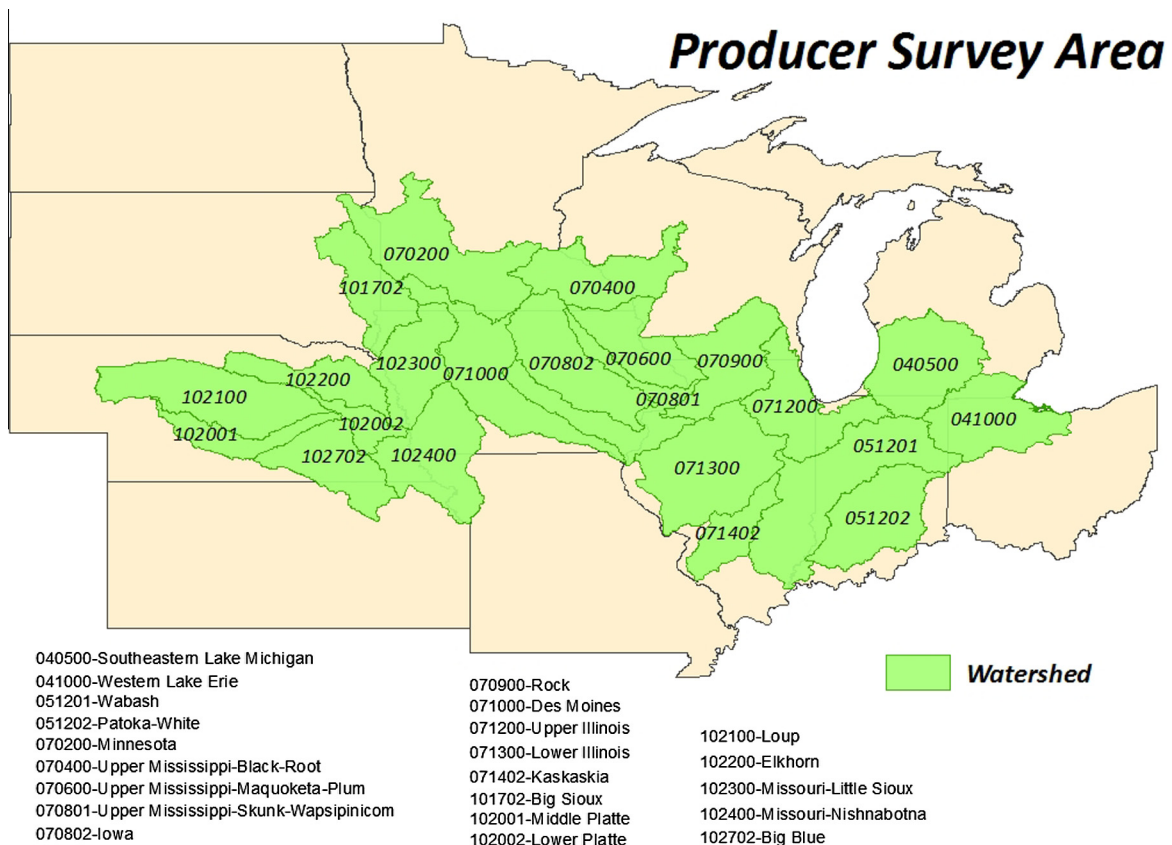 Producer Survey Area
070200
101702
070400
102300
071000
070802
070600
070900
070801
071200
040500
041000
102200
102100
102001
102002
102702
102400
071300
051201
051202
071402
Watershed
040500-Southeastern Lake Michigan
041000-Western Lake Erie
051201-Wabash
051202-Patoka-White
070200-Minnesota
070400-Upper Mississippi-Black-Root
070600-Upper Mississippi-Maquoketa-Plum
070801-Upper Mississippi-Skunk-Wapsipinicom
070802-Iowa
070900-Rock
071000-Des Moines
071200-Upper Illinois
071300-Lower Illinois
071402-Kaskaskia
101702-Big Sioux
102001-Middle Platte
102002-Lower Platte
102100-Loup
102200-Elkhorn
102300-Missouri-Little Sioux
102400-Missouri-Nishnabotna
102702-Big Blue